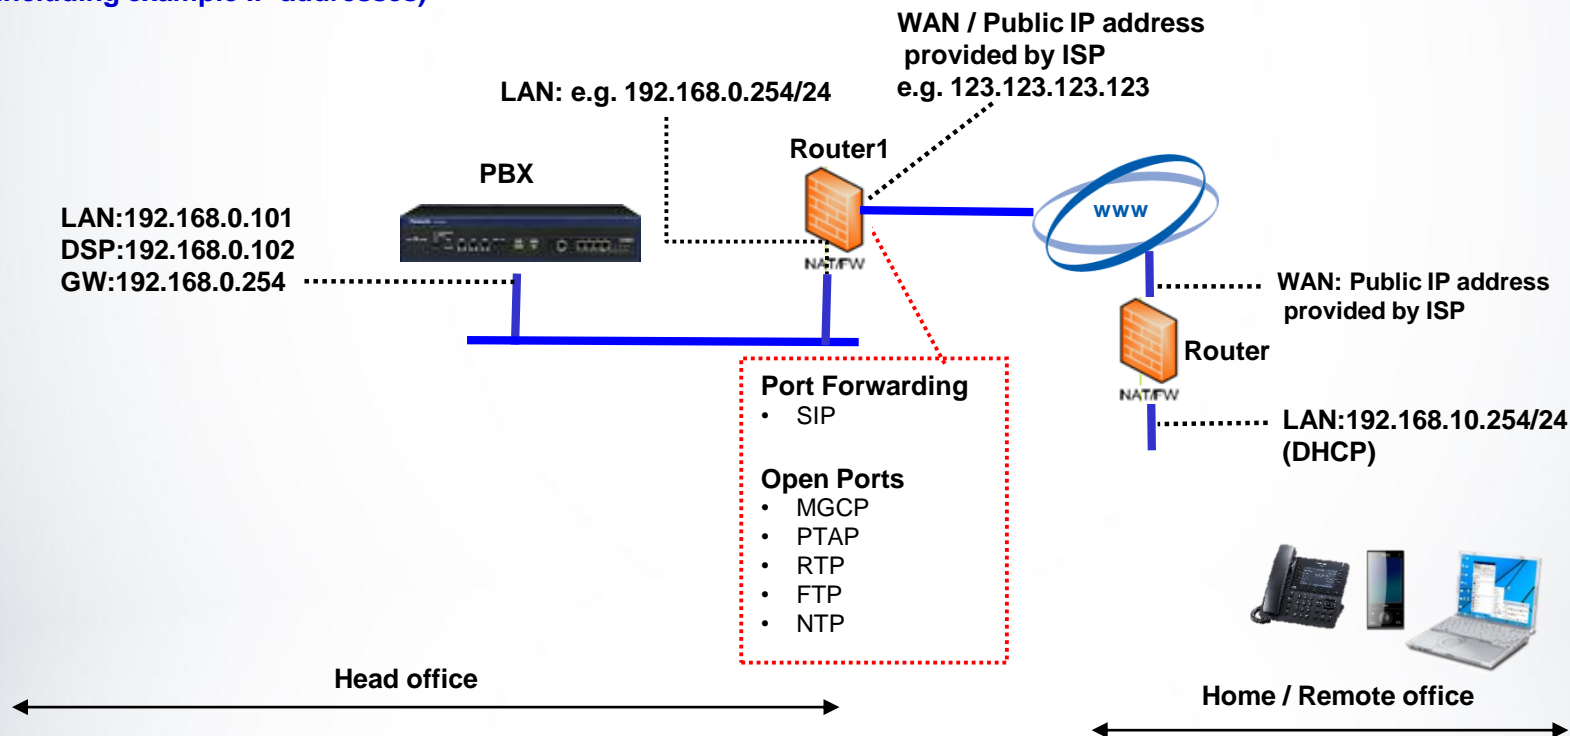 WAN / Public IP address
provided by ISP
e.g. 123.123.123.123
LAN: e.g. 192.168.0.254/24
Router1
PBX
LAN:192.168.0.101
DSP:192.168.0.102
GW:192.168.0.254
NAT/FW
www
WAN: Public IP address
provided by ISP
Router
NAT/FW
LAN:192.168.10.254/24
(DHCP)
Port Forwarding
• SIP
Open Ports
• MGCP
• PTAP
• RTP
• FTP
• NTP
Head office
Home / Remote office